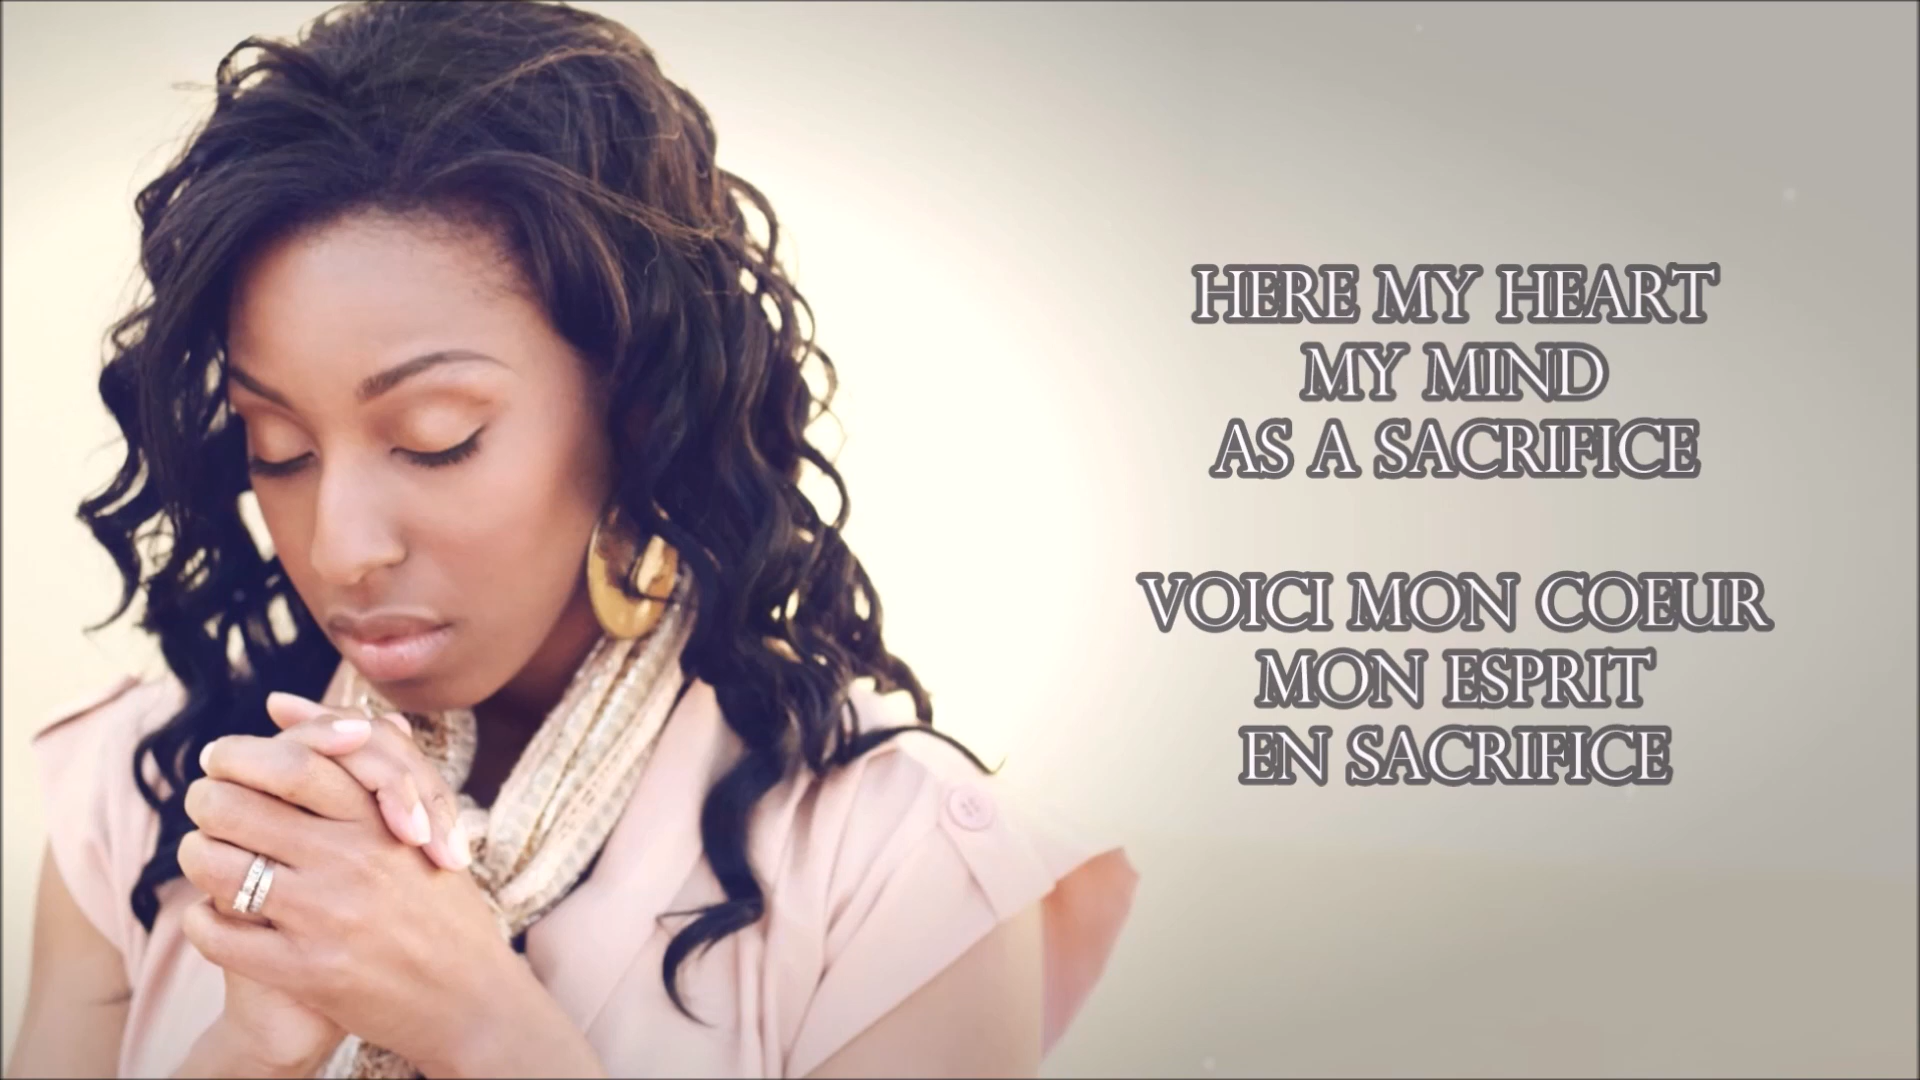 HERE MY HEART
MY MIND
AS A SACRIFICE
VOICI MON COEUR
MON ESPRIT
EN SACRIFICE